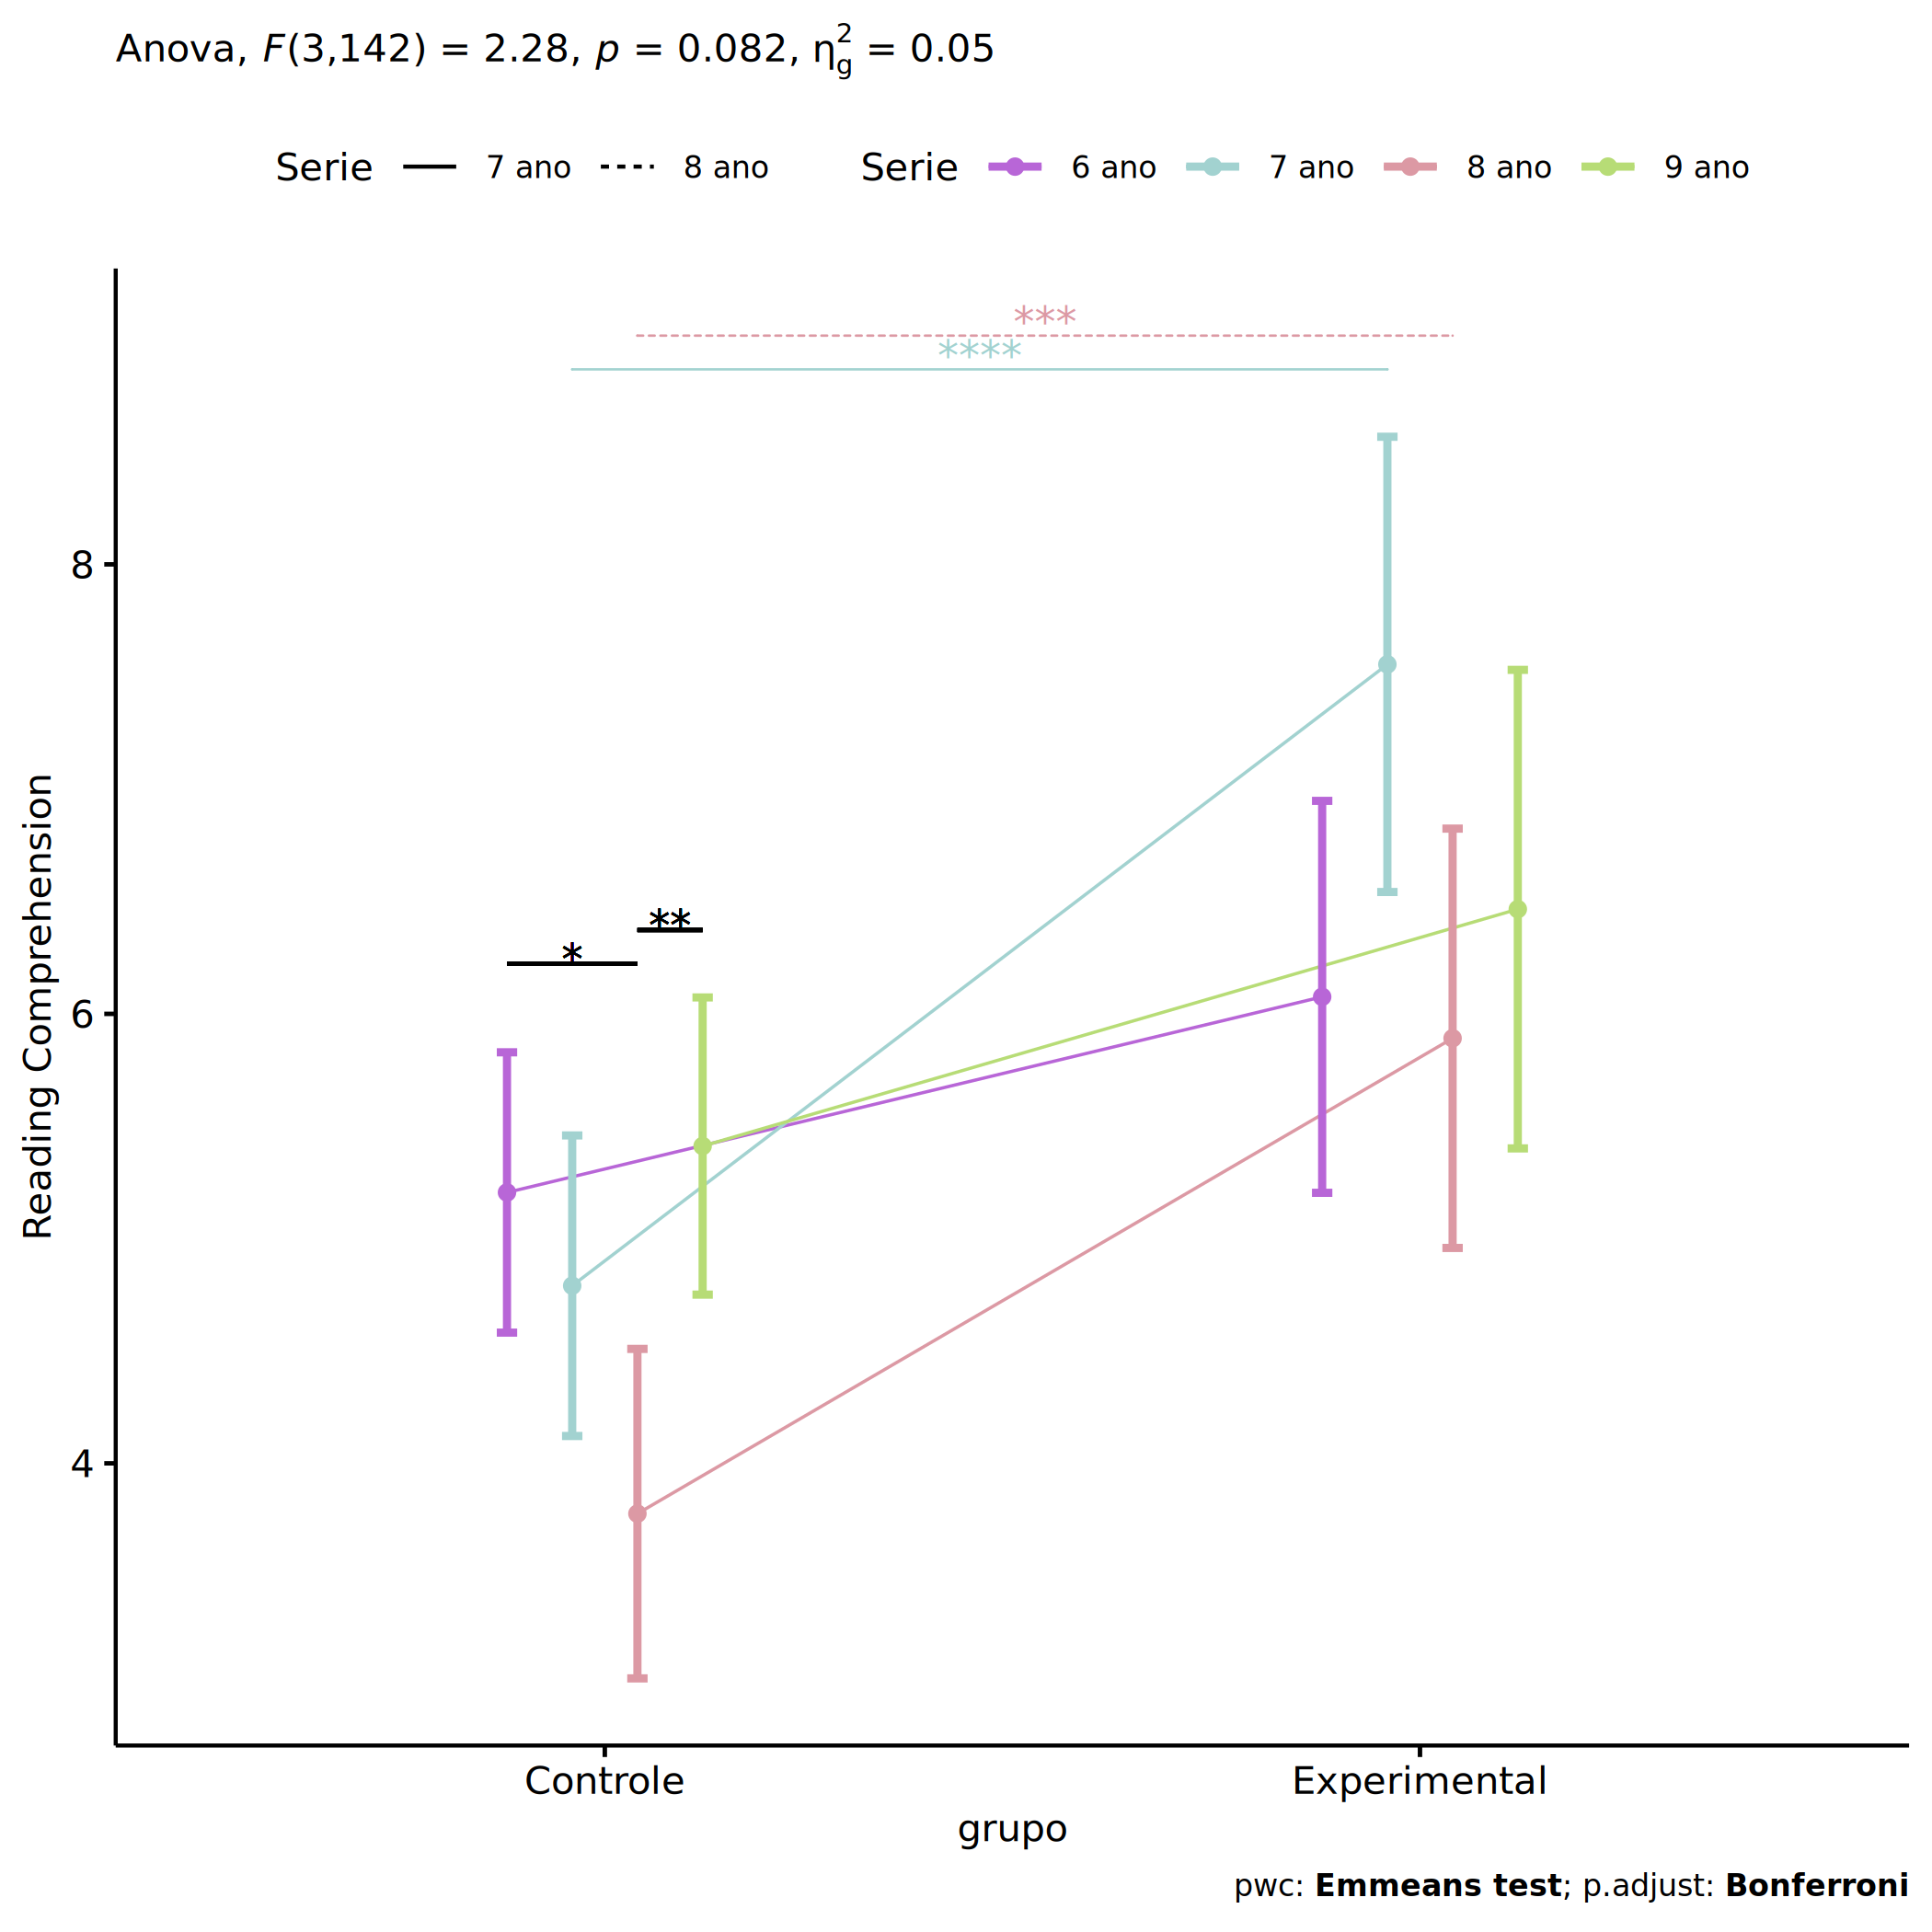 Anova, F(3,142) = 2.28, p = 0.082, η²g = 0.05
Serie 7 ano 8 ano Serie 6 ano 7 ano 8 ano 9 ano
***
****
8
**
*
6
4
Reading Comprehension
Controle Experimental
grupo
pwc: Emmeans test; p.adjust: Bonferroni